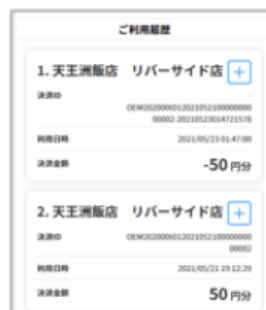 ご利用履歴
1. 天王洲飯店　リバーサイド店 +
決済ID
-
利用日時 2021/05/23 01:47:00
決済金額 -50 円分
2. 天王洲飯店　リバーサイド店 +
決済ID
00002
利用日時 2021/05/21 19:12:29
決済金額 50 円分